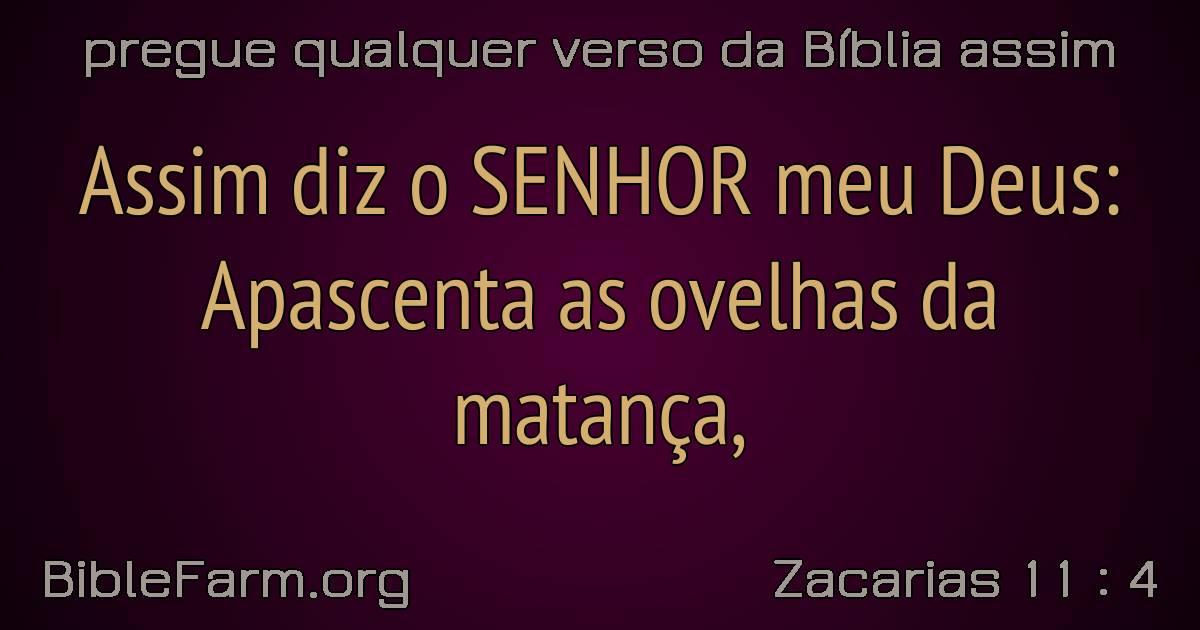 pregue qualquer verso da Bíblia assim
Assim diz o SENHOR meu Deus:
Apascenta as ovelhas da
matança,
BibleFarm.org
Zacarias 11 : 4